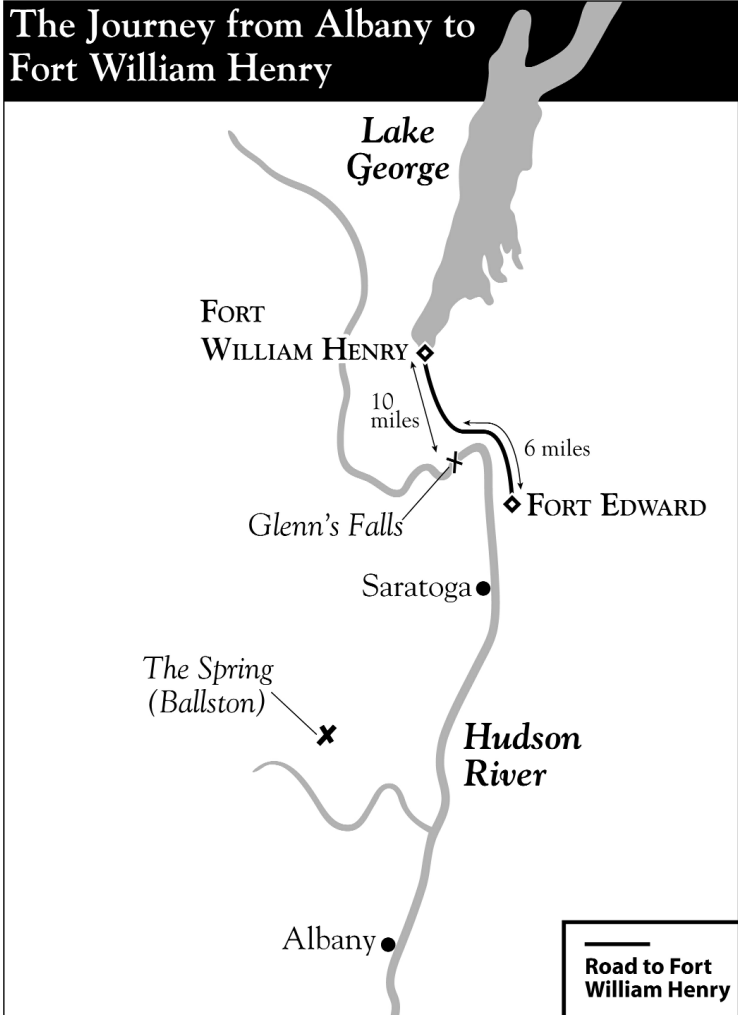 The Journey from Albany to
Fort William Henry
Lake
George
FORT
WILLIAM HENRY
10
miles
6 miles
FORT EDWARD
Glenn's Falls
Saratoga
The Spring
(Ballston)
Hudson
River
Albany
Road to Fort
William Henry